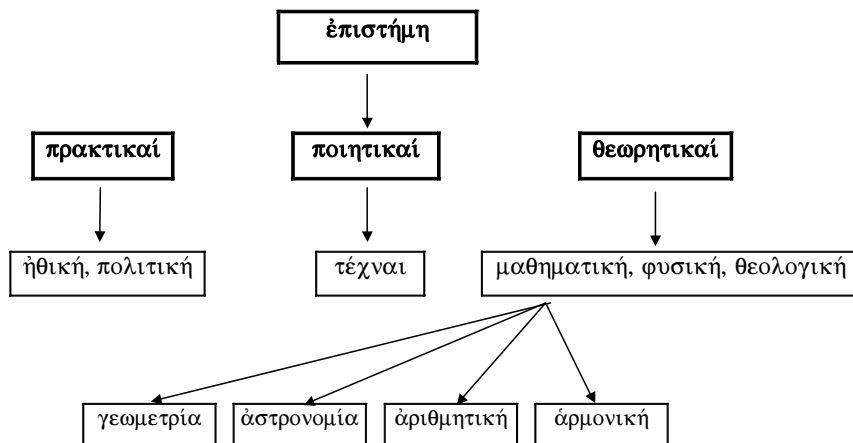 ἐπιστήμη
πρακτικαί
ποιητικαί
θεωρητικαί
ἠθική, πολιτική
τέχναι
μαθηματική, φυσική, θεολογική
γεωμετρία
ἀστρονομία
ἀριθμητική
ἁρμονική